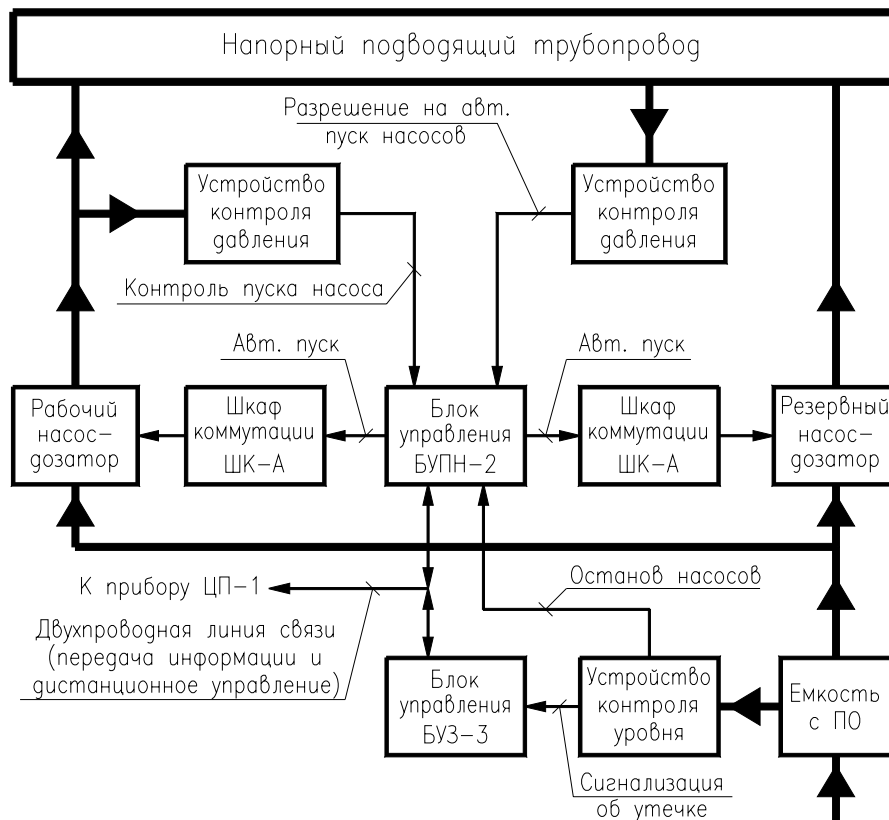 Напорный подводящий трубопровод
Разрешение на авт.
пуск насосов
Устройство
контроля
давления
Устройство
контроля
давления
Контроль пуска насоса
Авт. пуск
Авт. пуск
Рабочий
насос-
дозатор
Шкаф
коммутации
ШК-А
Блок
управления
БУПН-2
Шкаф
коммутации
ШК-А
Резервный
насос-
дозатор
К прибору ЦП-1
Останов насосов
Двухпроводная линия связи
(передача информации и
дистанционное управление)
Блок
управления
БУЗ-3
Устройство
контроля
уровня
Емкость
с ПО
Сигнализация
об утечке